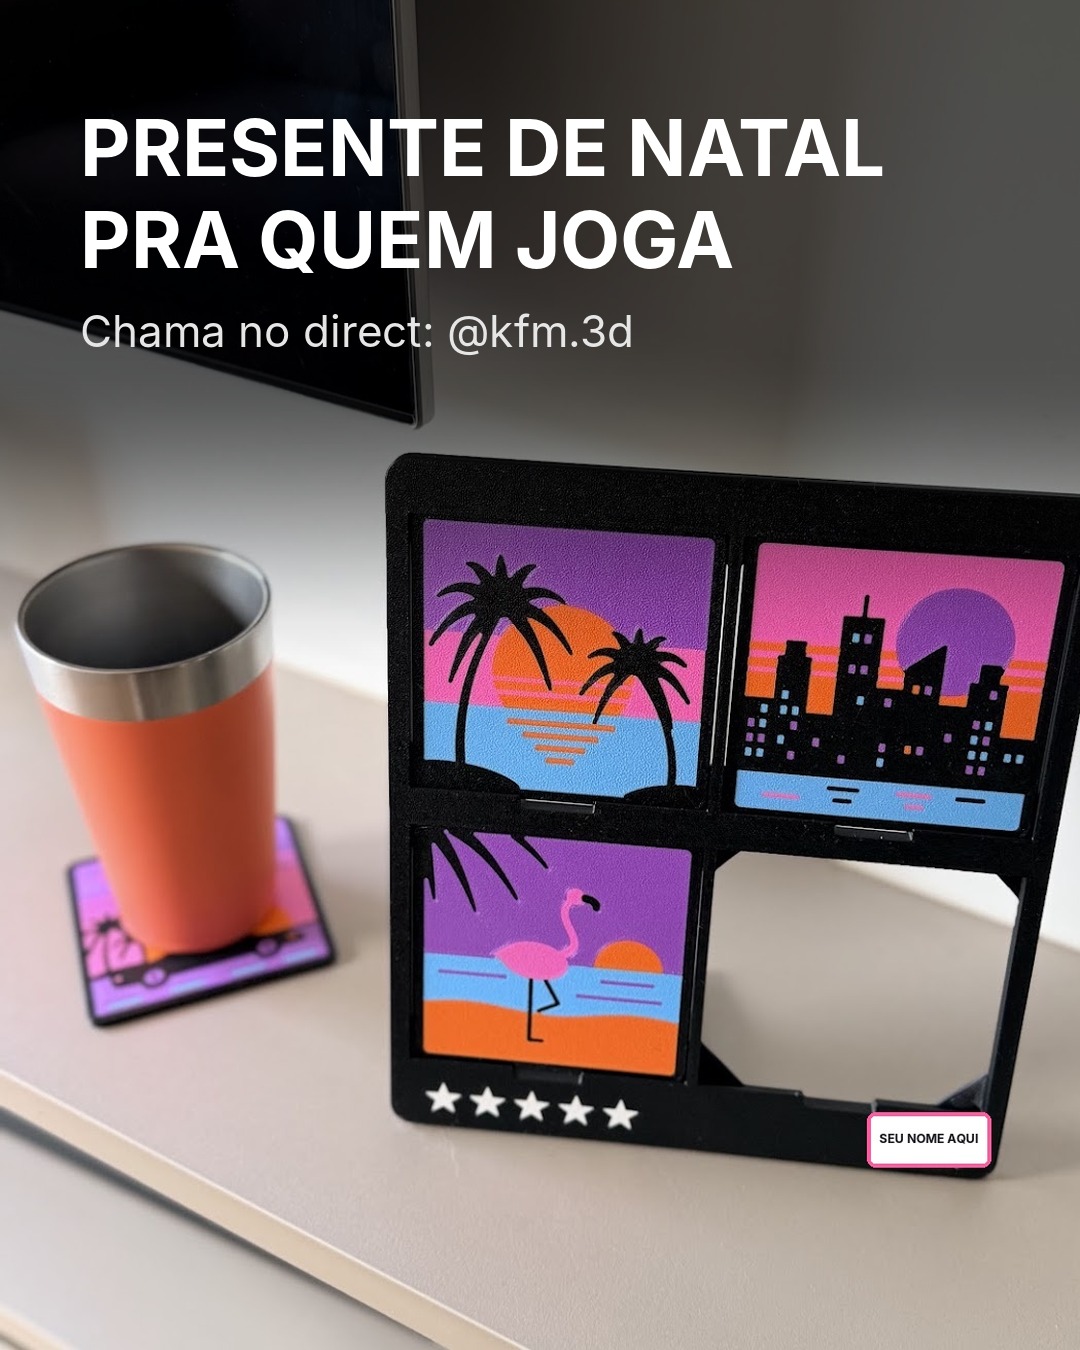 PRESENTE DE NATAL
PRA QUEM JOGA
Chama no direct: @kfm.3d
SEU NOME AQUI